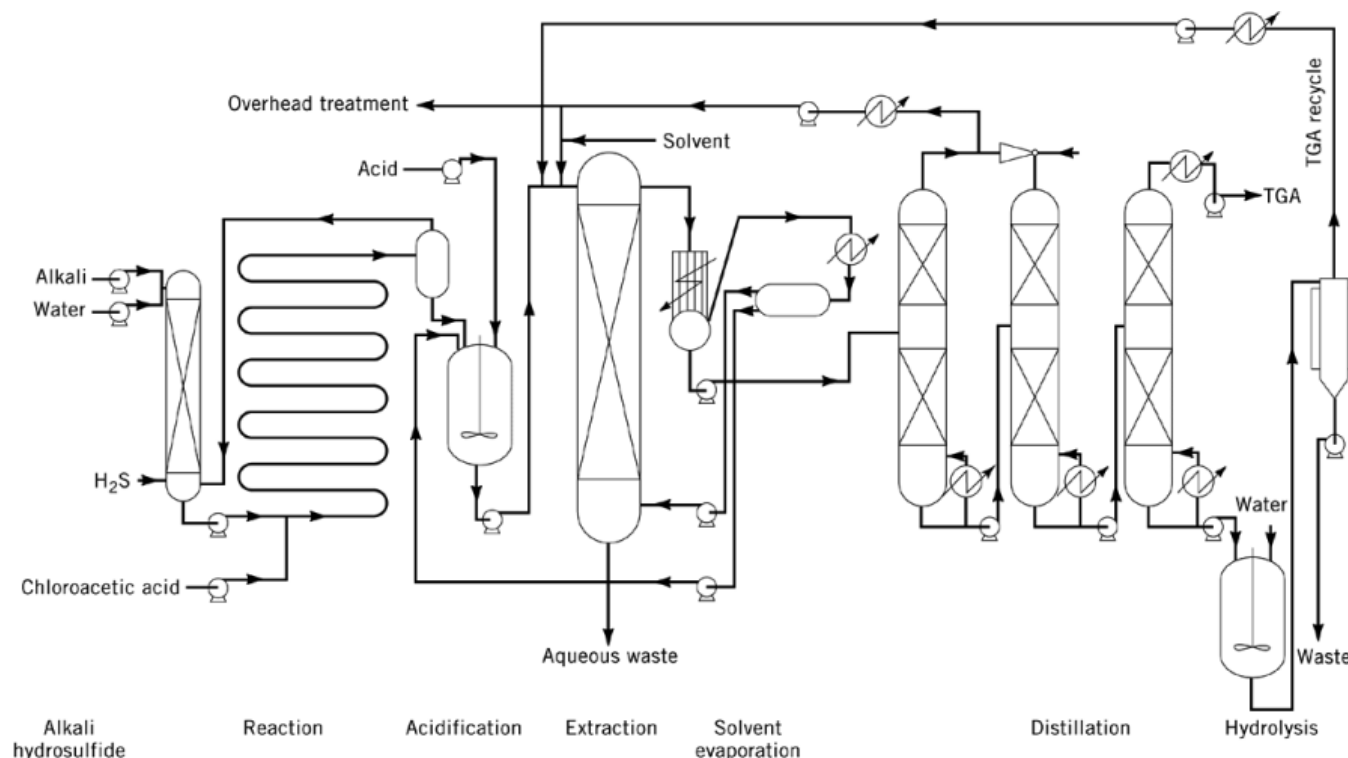 TGA recycle
Overhead treatment
Solvent
Acid
TGA
Alkali
Water
H₂S
Water
Chloroacetic acid
Aqueous waste
Waste
Alkali
hydrosulfide
Reaction
Acidification
Extraction
Solvent
evaporation
Distillation
Hydrolysis